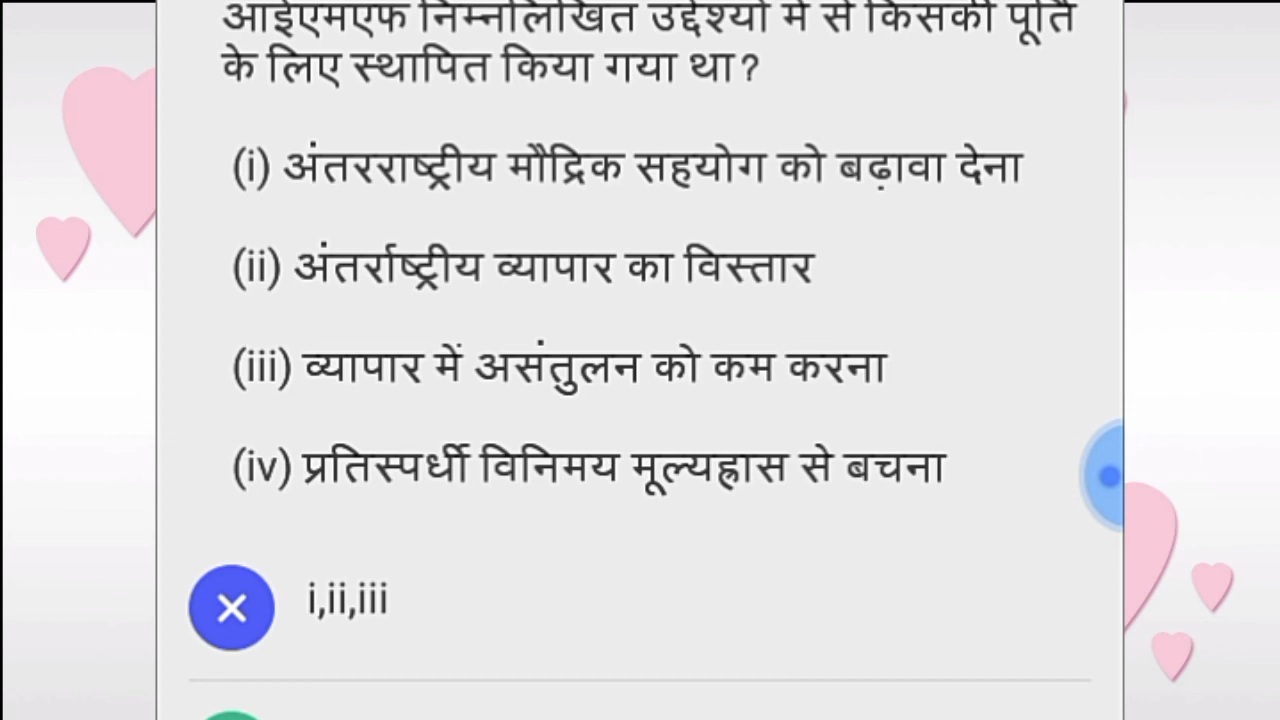 आईएमएफ निम्नलिखित उद्देश्यों में से किसकी पूर्ति
के लिए स्थापित किया गया था?
(i) अंतरराष्ट्रीय मौद्रिक सहयोग को बढ़ावा देना
(ii) अंतर्राष्ट्रीय व्यापार का विस्तार
(iii) व्यापार में असंतुलन को कम करना
(iv) प्रतिस्पर्धी विनिमय मूल्यह्रास से बचना
i,ii,iii